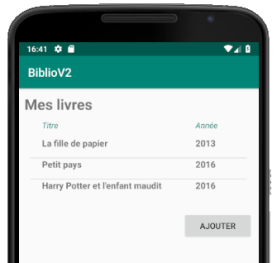 16:41
BiblioV2
Mes livres
Titre Année
La fille de papier 2013
Petit pays 2016
Harry Potter et l'enfant maudit 2016
AJOUTER